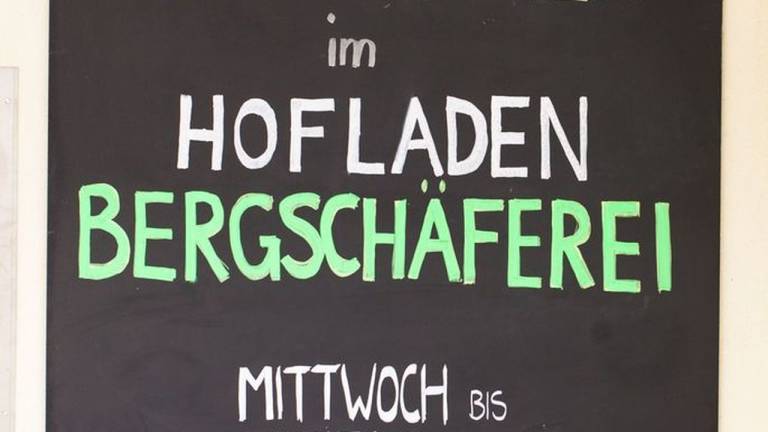 im
HOFLADEN
BERGSCHÄFEREI
MITTWOCH BIS